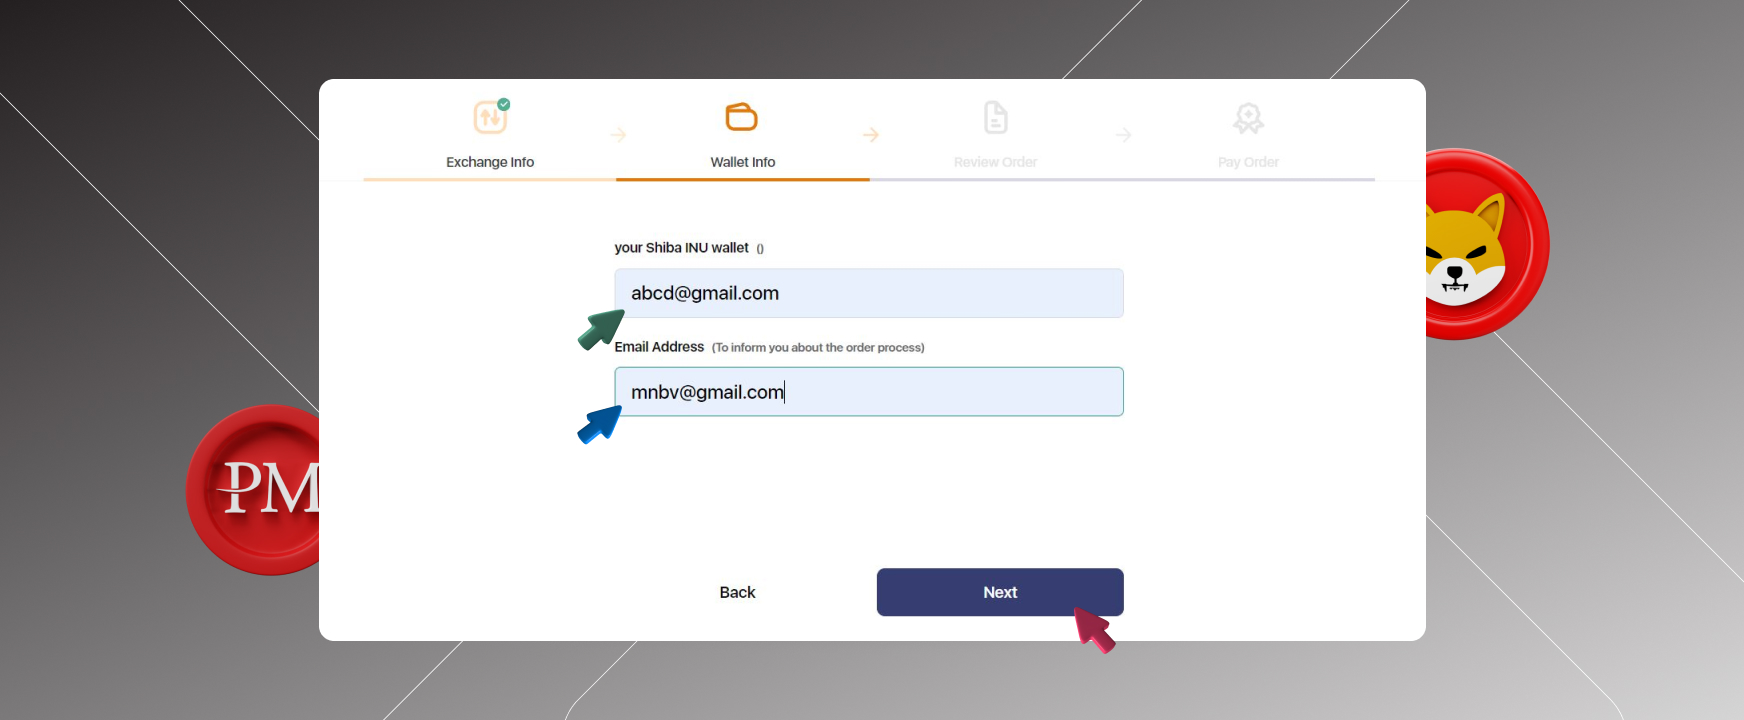 Exchange Info
Wallet Info
Review Order
Pay Order
your Shiba INU wallet ()
abcd@gmail.com
Email Address (To inform you about the order process)
mnbv@gmail.com
PM
Back
Next